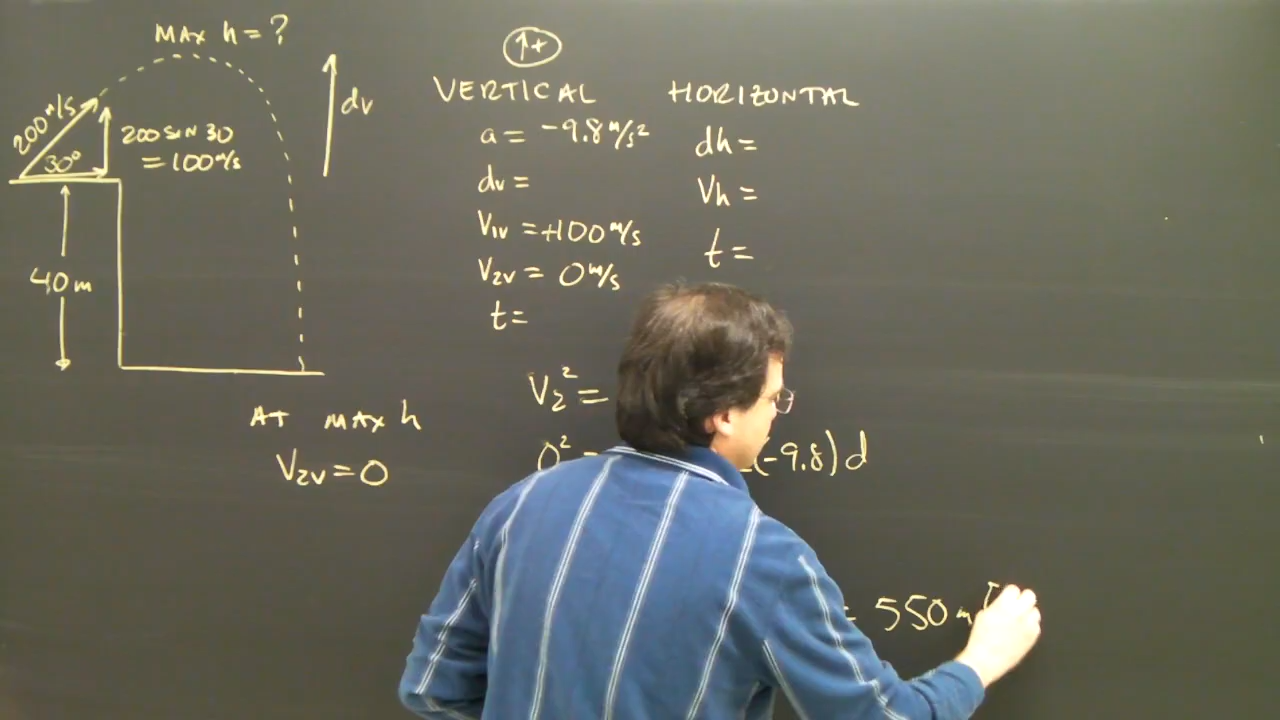 MAX h = ?
200 m/s
30°
200 SIN 30
= 100 m/s
dv
40 m
AT MAX h
V2V = 0
↑+
VERTICAL
a = -9.8 m/s²
dv =
V1V = +100 m/s
V2V = 0 m/s
t =
HORIZONTAL
dh =
Vh =
t =
V2² =
0² = (-9.8) d
= 550 m